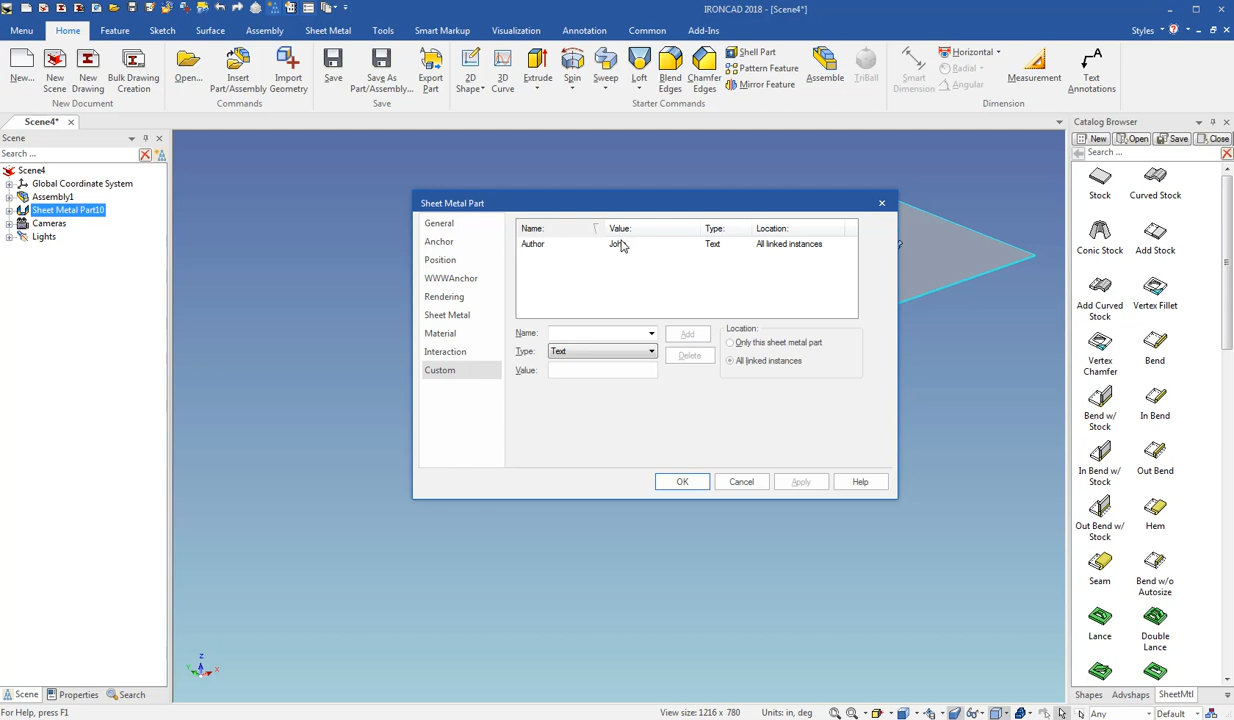 IRONCAD 2018 - [Scene4*]
Menu Home Feature Sketch Surface Assembly Sheet Metal Tools Smart Markup Visualization Annotation Common Add-Ins Styles
New... New Scene New Drawing Bulk Drawing Creation
New Document
Open... Insert Part/Assembly Import Geometry
Commands
Save Save As Part/Assembly... Export Part
Save
2D Shape 3D Curve Extrude Spin Sweep Loft Blend Edges Chamfer Edges
Shell Part
Pattern Feature
Mirror Feature
Assemble TriBall
Starter Commands
Smart Dimension
Horizontal
Radial
Angular
Measurement Text Annotations
Dimension
Scene4*
Scene
Search ...
Scene4
Global Coordinate System
Assembly1
Sheet Metal Part10
Cameras
Lights
Sheet Metal Part
General
Anchor
Position
WWWAnchor
Rendering
Sheet Metal
Material
Interaction
Custom
Name: Value: Type: Location:
Author John Text All linked instances
Name: Add
Type: Text Delete
Value:
Location:
Only this sheet metal part
All linked instances
OK Cancel Apply Help
Catalog Browser
New Open Save Close
Search ...
Stock Curved Stock
Conic Stock Add Stock
Add Curved Stock Vertex Fillet
Vertex Chamfer Bend
Bend w/ Stock In Bend
In Bend w/ Stock Out Bend
Out Bend w/ Stock Hem
Seam Bend w/o Autosize
Lance Double Lance
Z
Y
X
Scene Properties Search
Shapes Advshaps SheetMtl
For Help, press F1
View size: 1216 x 780 Units: in, deg Any Default